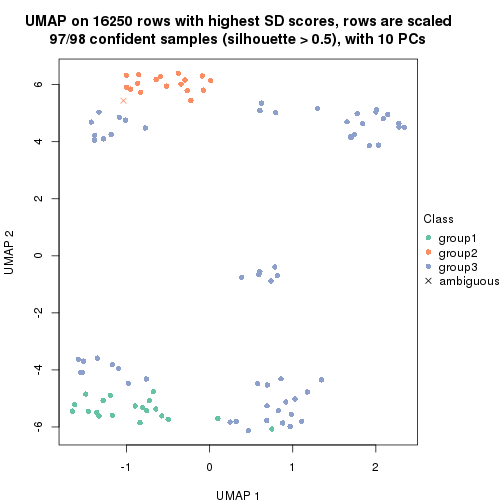 UMAP on 16250 rows with highest SD scores, rows are scaled
97/98 confident samples (silhouette > 0.5), with 10 PCs
6
4
2
0
-2
-4
-6
UMAP 2
-1
0
1
2
UMAP 1
Class
group1
group2
group3
ambiguous